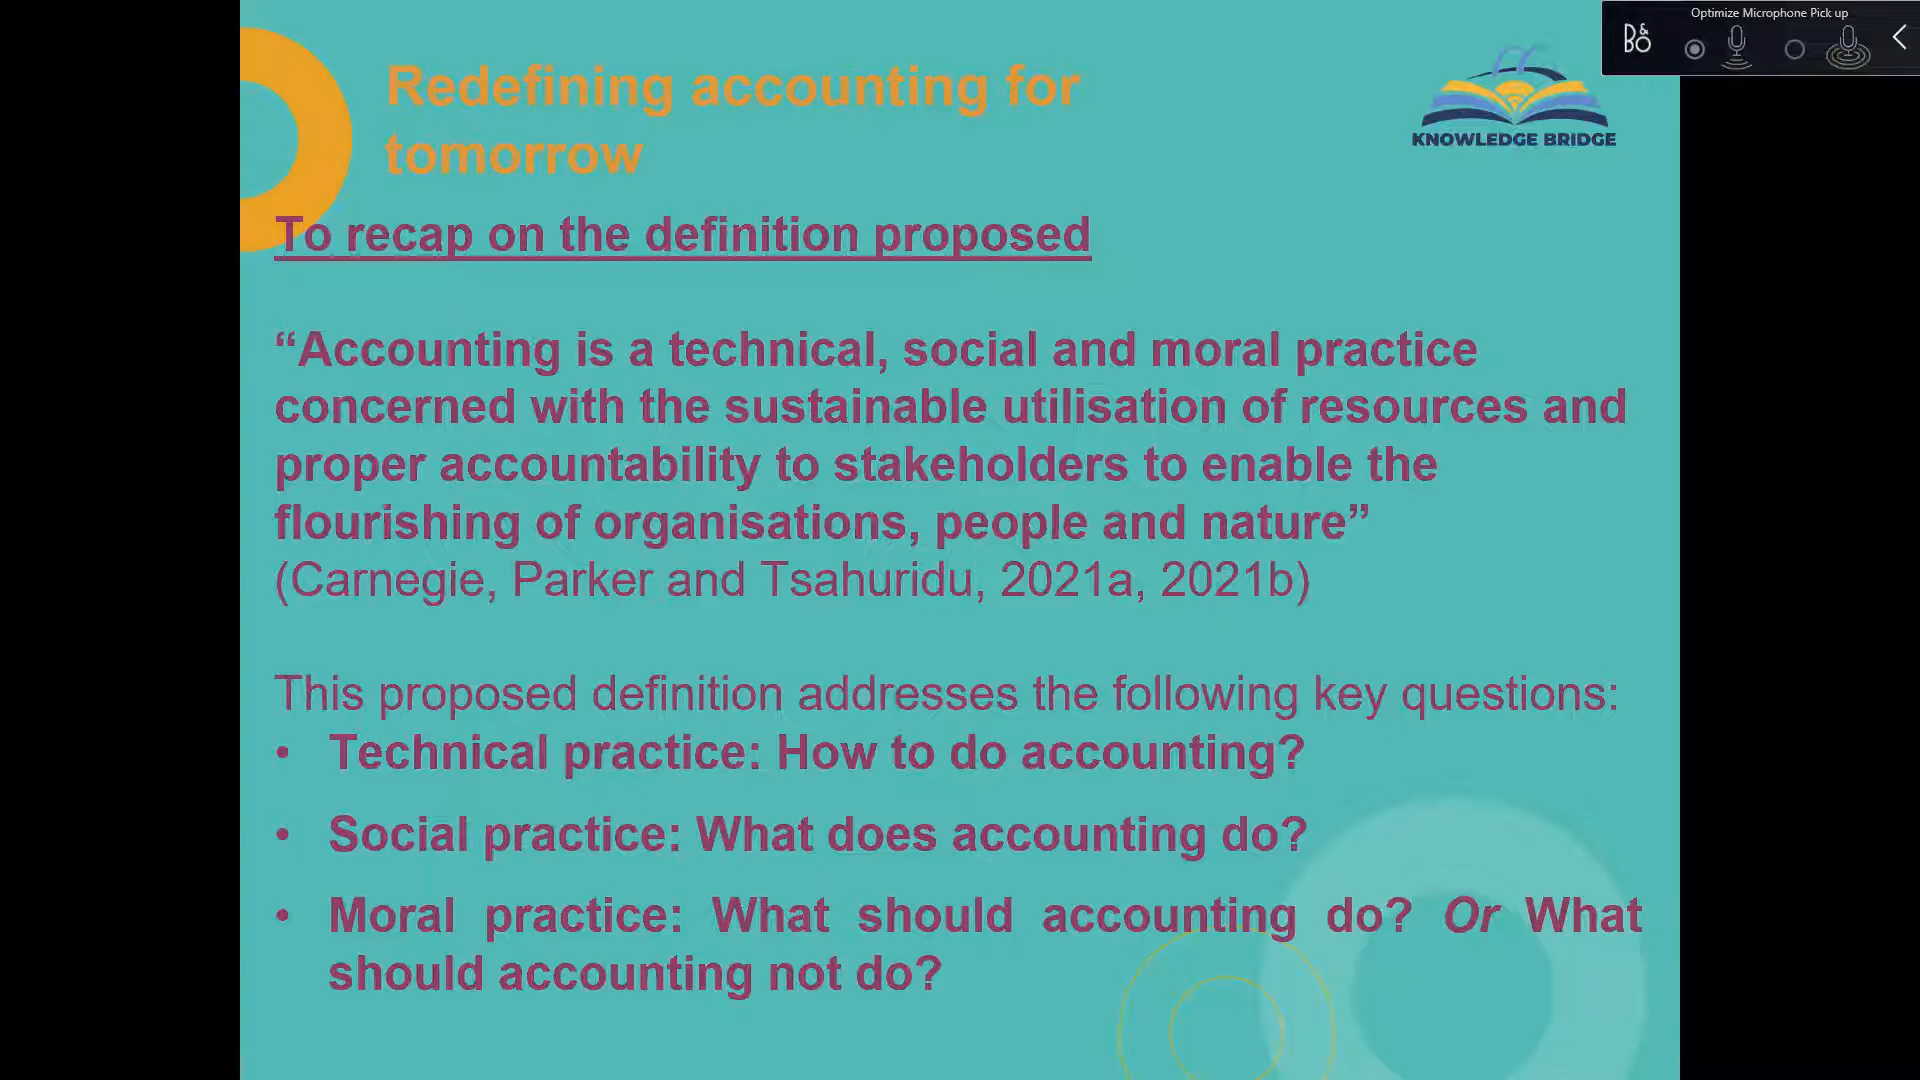 Optimize Microphone Pick up
B&O
Redefining accounting for
tomorrow
KNOWLEDGE BRIDGE
To recap on the definition proposed
“Accounting is a technical, social and moral practice
concerned with the sustainable utilisation of resources and
proper accountability to stakeholders to enable the
flourishing of organisations, people and nature”
(Carnegie, Parker and Tsahuridu, 2021a, 2021b)
This proposed definition addresses the following key questions:
• Technical practice: How to do accounting?
• Social practice: What does accounting do?
• Moral practice: What should accounting do? Or What
should accounting not do?